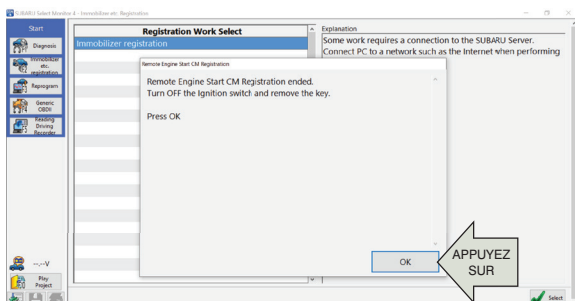 SUBARU Select Monitor 4 - Immobilizer etc. Registration
Start
Diagnosis
Immobilizer
etc.
registration
Reprogram
Generic
OBDII
Reading
Driving
Recorder
--.--V
Play
Project
Registration Work Select
Immobilizer registration
Explanation
Some work requires a connection to the SUBARU Server.
Connect PC to a network such as the Internet when performing
Remote Engine Start CM Registration
Remote Engine Start CM Registration ended.
Turn OFF the Ignition switch and remove the key.
Press OK
OK
APPUYEZ
SUR
Select